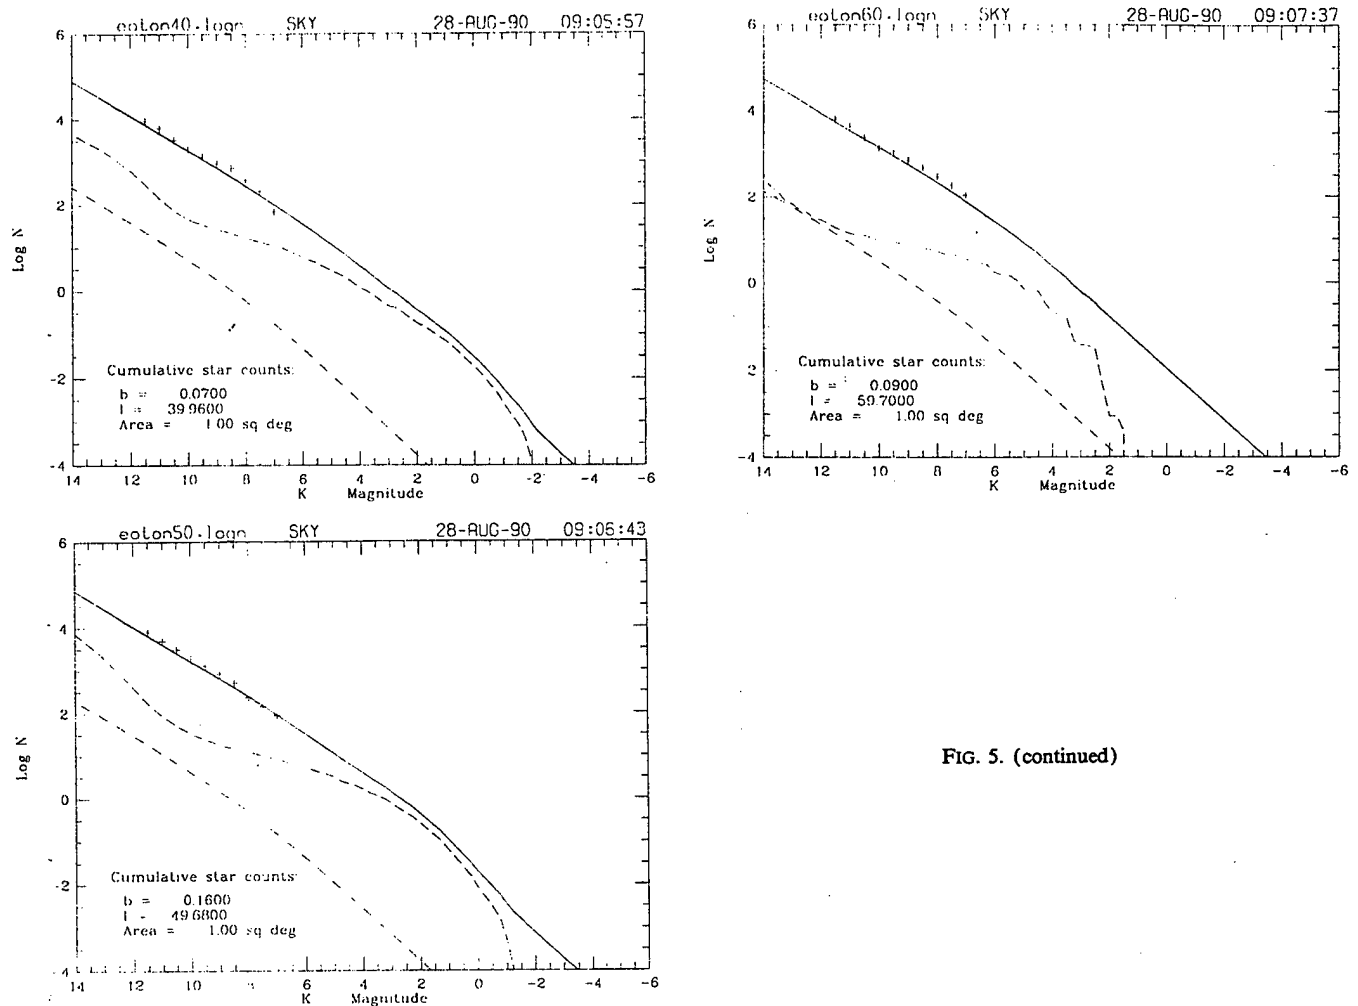 eaton40.logn SKY 28-AUG-90 09:05:57
6
4
2
0
-2
-4
Log N
Cumulative star counts:
b = 0.0700
l = 39.9600
Area = 1.00 sq deg
14 12 10 8 6 4 2 0 -2 -4 -6
K Magnitude
eaton60.logn SKY 28-AUG-90 09:07:37
6
4
2
0
-2
-4
Log N
Cumulative star counts:
b = 0.0900
l = 59.7000
Area = 1.00 sq deg
14 12 10 8 6 4 2 0 -2 -4 -6
K Magnitude
eaton50.logn SKY 28-AUG-90 09:06:43
6
4
2
0
-2
-4
Log N
Cumulative star counts:
b = 0.1600
l = 49.6800
Area = 1.00 sq deg
14 12 10 8 6 4 2 0 -2 -4 -6
K Magnitude
FIG. 5. (continued)